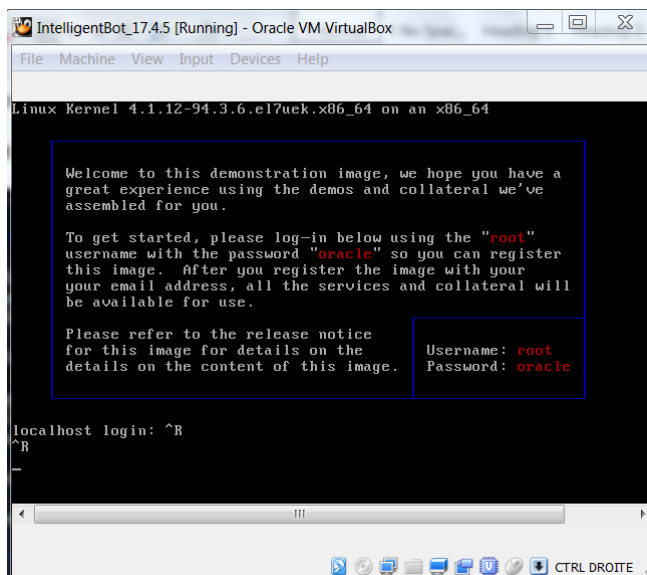 IntelligentBot_17.4.5 [Running] - Oracle VM VirtualBox
File Machine View Input Devices Help
Linux Kernel 4.1.12-94.3.6.el7uek.x86_64 on an x86_64
Welcome to this demonstration image, we hope you have a
great experience using the demos and collateral we've
assembled for you.
To get started, please log-in below using the "root"
username with the password "oracle" so you can register
this image. After you register the image with your
your email address, all the services and collateral will
be available for use.
Please refer to the release notice
for this image for details on the
details on the content of this image.
Username: root
Password: oracle
localhost login: ^R
^R
CTRL DROITE